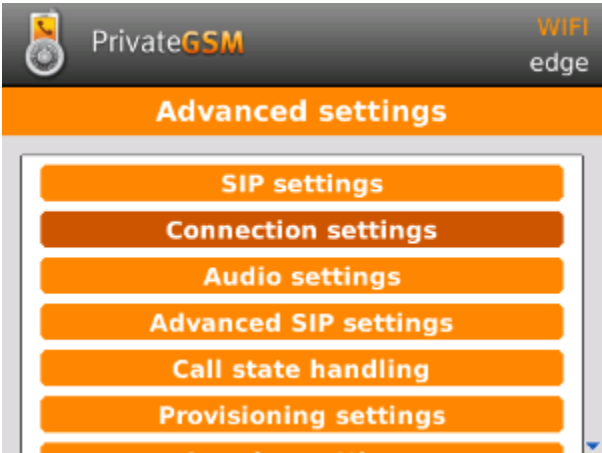 PrivateGSM
WIFI
edge
Advanced settings
SIP settings
Connection settings
Audio settings
Advanced SIP settings
Call state handling
Provisioning settings